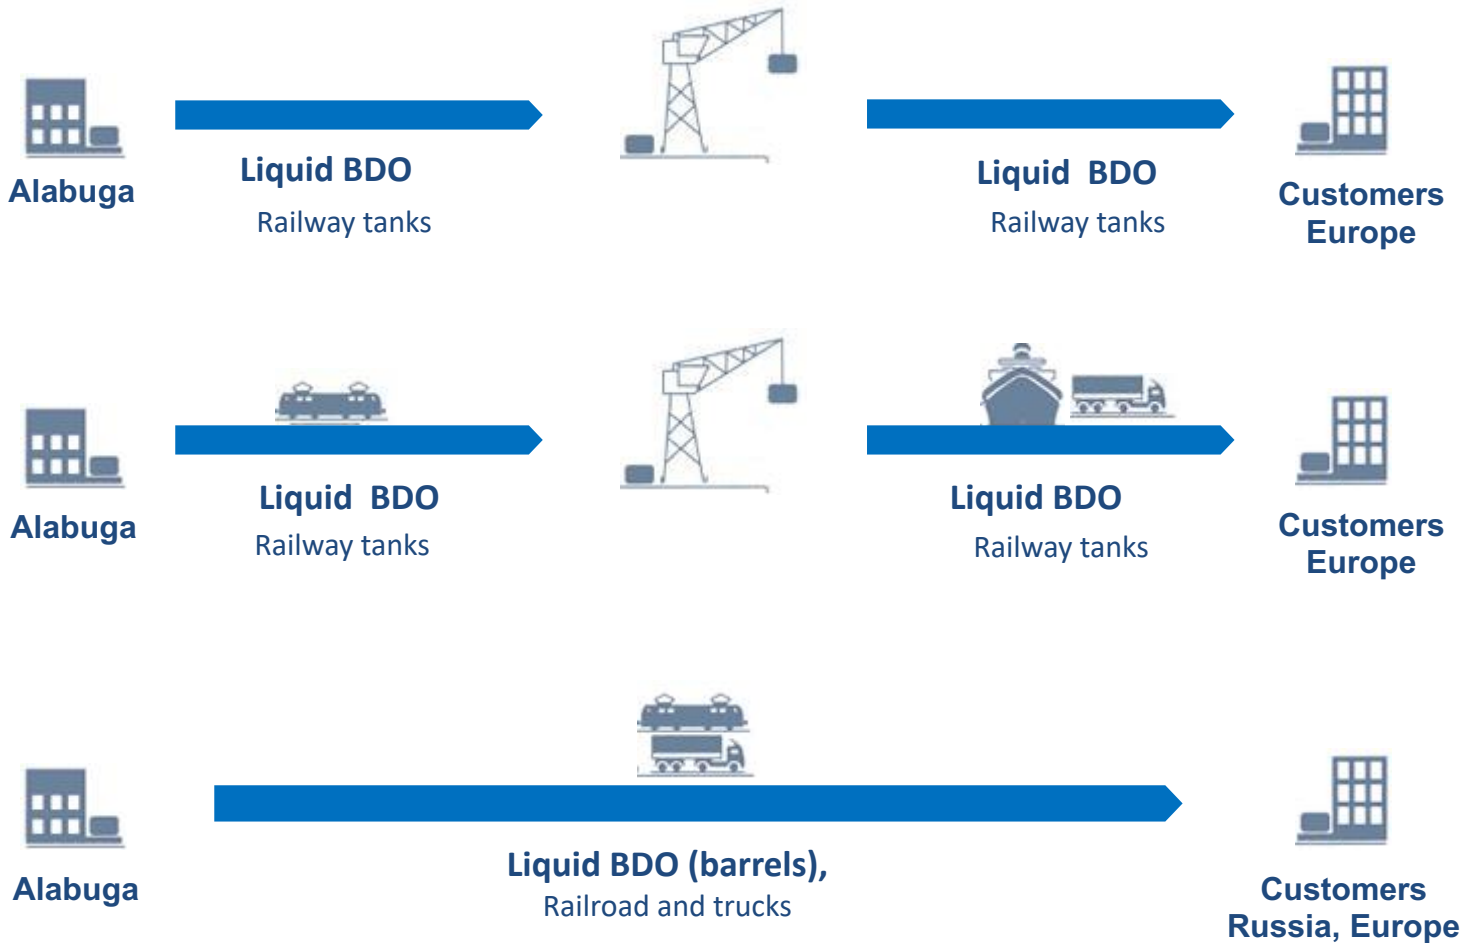 Alabuga
Liquid BDO
Railway tanks
Liquid BDO
Railway tanks
Customers
Europe
Alabuga
Liquid BDO
Railway tanks
Liquid BDO
Railway tanks
Customers
Europe
Alabuga
Liquid BDO (barrels),
Railroad and trucks
Customers
Russia, Europe